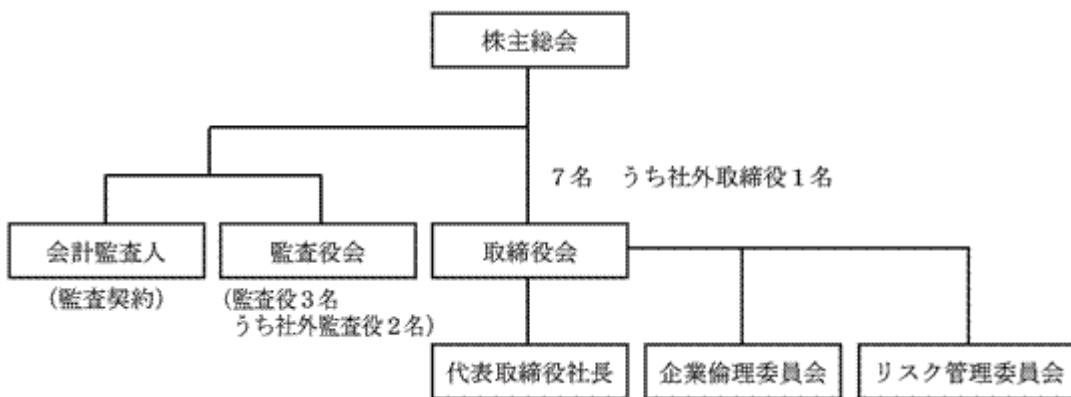 株主総会
7名 うち社外取締役1名
会計監査人
監査役会
取締役会
(監査契約)
(監査役3名
うち社外監査役2名)
代表取締役社長
企業倫理委員会
リスク管理委員会